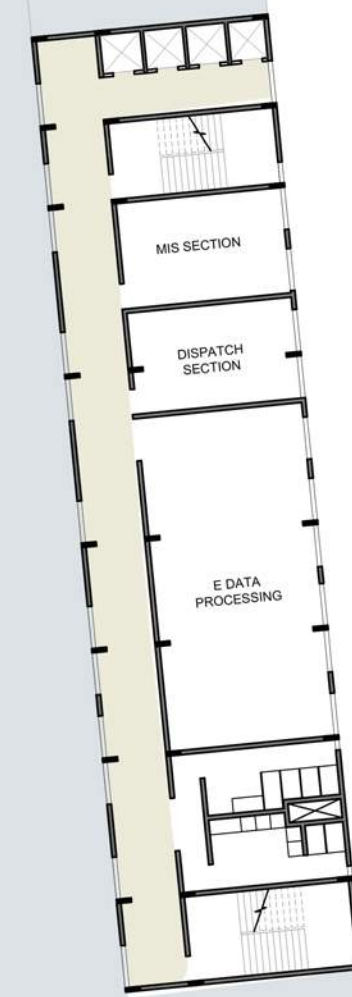 MIS SECTION
DISPATCH
SECTION
E DATA
PROCESSING